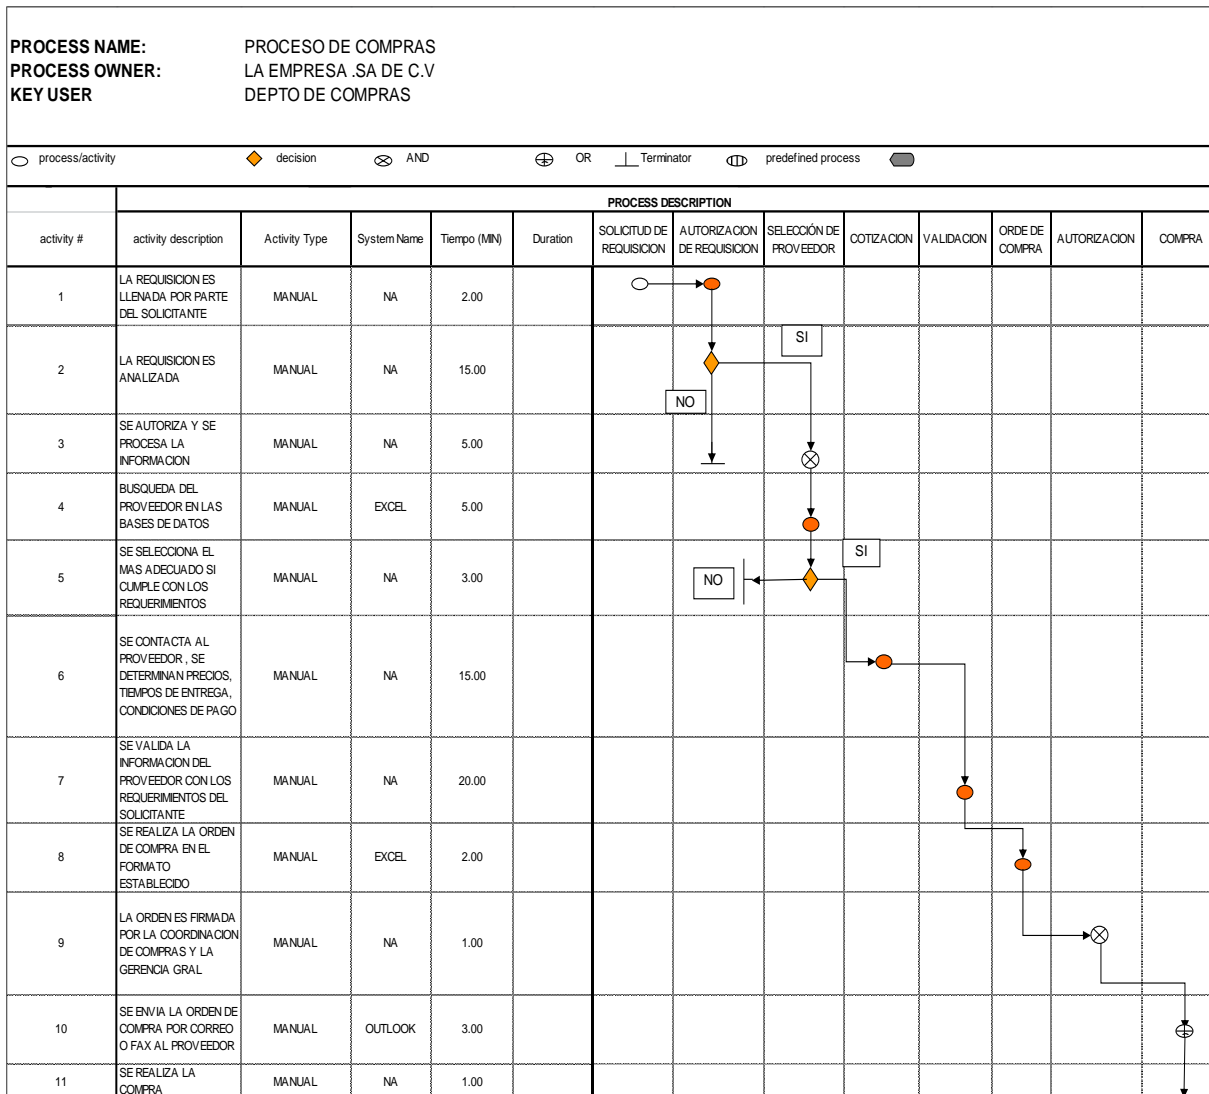 PROCESS NAME: PROCESO DE COMPRAS
PROCESS OWNER: LA EMPRESA .SA DE C.V
KEY USER DEPTO DE COMPRAS
process/activity decision AND OR Terminator predefined process
PROCESS DESCRIPTION
activity # activity description Activity Type System Name Tiempo (MIN) Duration SOLICITUD DE REQUISICION AUTORIZACION DE REQUISICION SELECCIÓN DE PROVEEDOR COTIZACION VALIDACION ORDE DE COMPRA AUTORIZACION COMPRA
1 LA REQUISICION ES
LLENADA POR PARTE
DEL SOLICITANTE
MANUAL NA 2.00
2 LA REQUISICION ES
ANALIZADA
MANUAL NA 15.00
SI
NO
3 SE AUTORIZA Y SE
PROCESA LA
INFORMACION
MANUAL NA 5.00
4 BUSQUEDA DEL
PROVEEDOR EN LAS
BASES DE DATOS
MANUAL EXCEL 5.00
5 SE SELECCIONA EL
MAS ADECUADO SI
CUMPLE CON LOS
REQUERIMIENTOS
MANUAL NA 3.00
NO
SI
6 SE CONTACTA AL
PROVEEDOR , SE
DETERMINAN PRECIOS,
TIEMPOS DE ENTREGA,
CONDICIONES DE PAGO
MANUAL NA 15.00
7 SE VALIDA LA
INFORMACION DEL
PROVEEDOR CON LOS
REQUERIMIENTOS DEL
SOLICITANTE
MANUAL NA 20.00
8 SE REALIZA LA ORDEN
DE COMPRA EN EL
FORMATO
ESTABLECIDO
MANUAL EXCEL 2.00
9 LA ORDEN ES FIRMADA
POR LA COORDINACION
DE COMPRAS Y LA
GERENCIA GRAL
MANUAL NA 1.00
10 SE ENVIA LA ORDEN DE
COMPRA POR CORREO
O FAX AL PROVEEDOR
MANUAL OUTLOOK 3.00
11 SE REALIZA LA
COMPRA
MANUAL NA 1.00